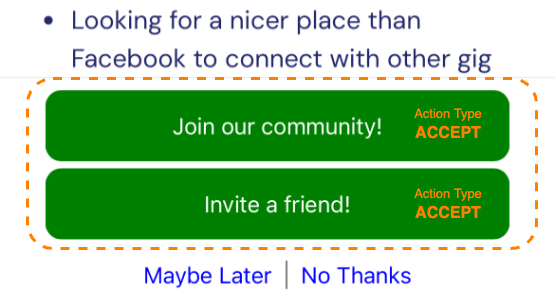 • Looking for a nicer place than
Facebook to connect with other gig
Join our community!
Action Type
ACCEPT
Invite a friend!
Action Type
ACCEPT
Maybe Later | No Thanks